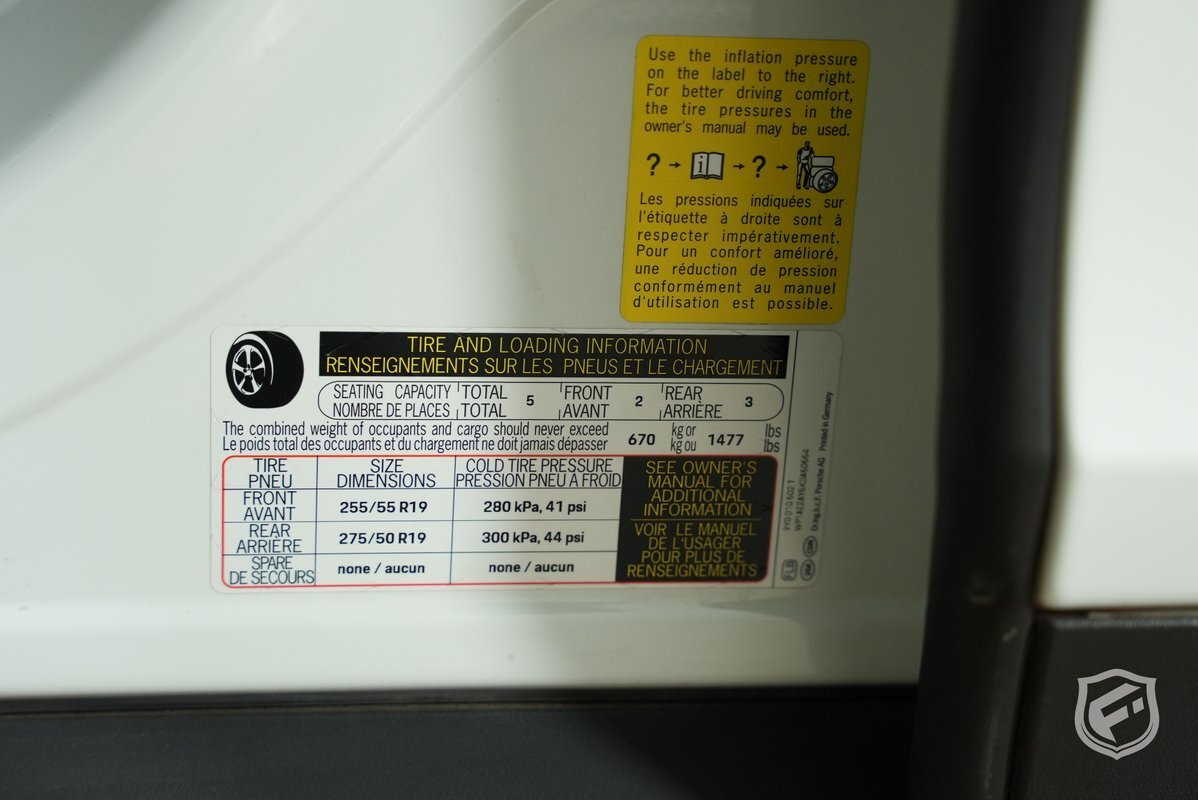 Use the inflation pressure
on the label to the right.
For better driving comfort,
the tire pressures in the
owner's manual may be used.
? → i → ? →
Les pressions indiquées sur
l'étiquette à droite sont à
respecter impérativement.
Pour un confort amélioré,
une réduction de pression
conformément au manuel
d'utilisation est possible.
TIRE AND LOADING INFORMATION
RENSEIGNEMENTS SUR LES PNEUS ET LE CHARGEMENT
SEATING CAPACITY TOTAL 5 FRONT 2 REAR 3
NOMBRE DE PLACES TOTAL AVANT ARRIÈRE
The combined weight of occupants and cargo should never exceed 670 kg or 1477 lbs
Le poids total des occupants et du chargement ne doit jamais dépasser kg ou lbs
TIRE SIZE COLD TIRE PRESSURE
PNEU DIMENSIONS PRESSION PNEU A FROID
FRONT 255/55 R19 280 kPa, 41 psi
AVANT
REAR 275/50 R19 300 kPa, 44 psi
ARRIÈRE
SPARE none / aucun none / aucun
DE SECOURS
SEE OWNER'S
MANUAL FOR
ADDITIONAL
INFORMATION
VOIR LE MANUEL
DE L'USAGER
POUR PLUS DE
RENSEIGNEMENTS
Dr.Ing.h.c.F. Porsche AG Printed in Germany